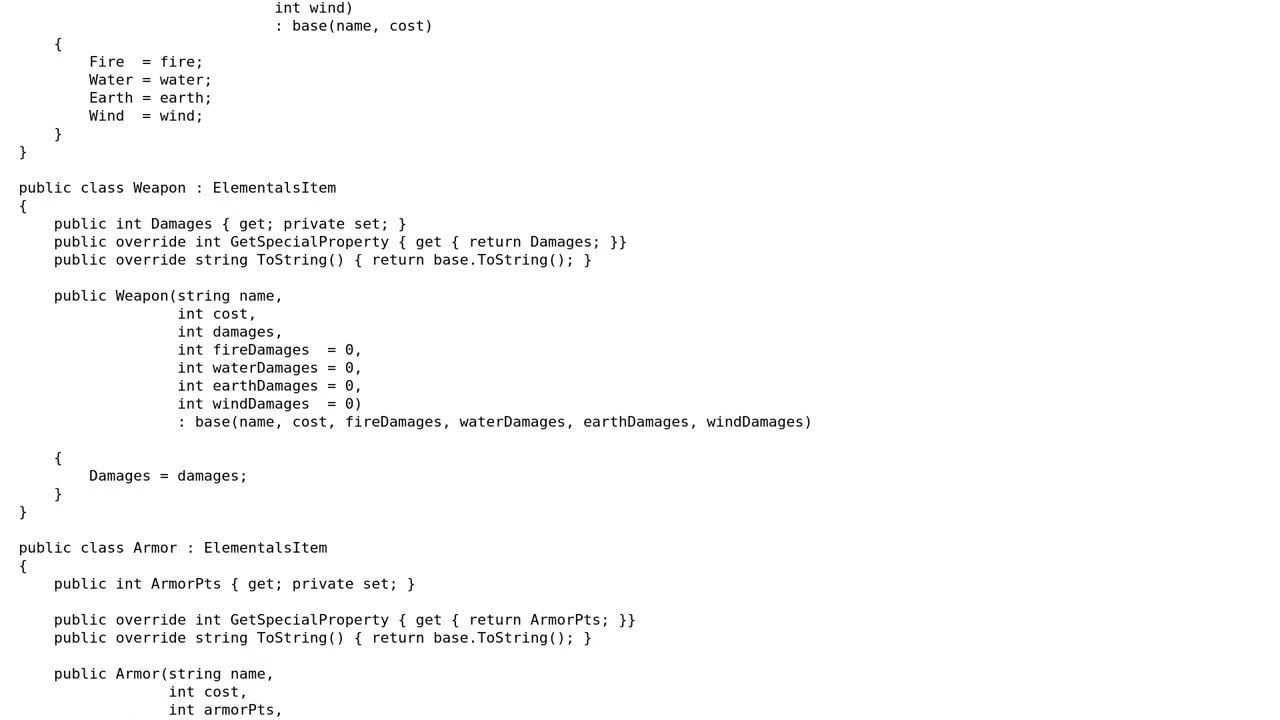 int wind)
: base(name, cost)
{
Fire  = fire;
Water = water;
Earth = earth;
Wind  = wind;
}
}
public class Weapon : ElementalsItem
{
public int Damages { get; private set; }
public override int GetSpecialProperty { get { return Damages; }}
public override string ToString() { return base.ToString(); }
public Weapon(string name,
int cost,
int damages,
int fireDamages  = 0,
int waterDamages = 0,
int earthDamages = 0,
int windDamages  = 0)
: base(name, cost, fireDamages, waterDamages, earthDamages, windDamages)
{
Damages = damages;
}
}
public class Armor : ElementalsItem
{
public int ArmorPts { get; private set; }
public override int GetSpecialProperty { get { return ArmorPts; }}
public override string ToString() { return base.ToString(); }
public Armor(string name,
int cost,
int armorPts,